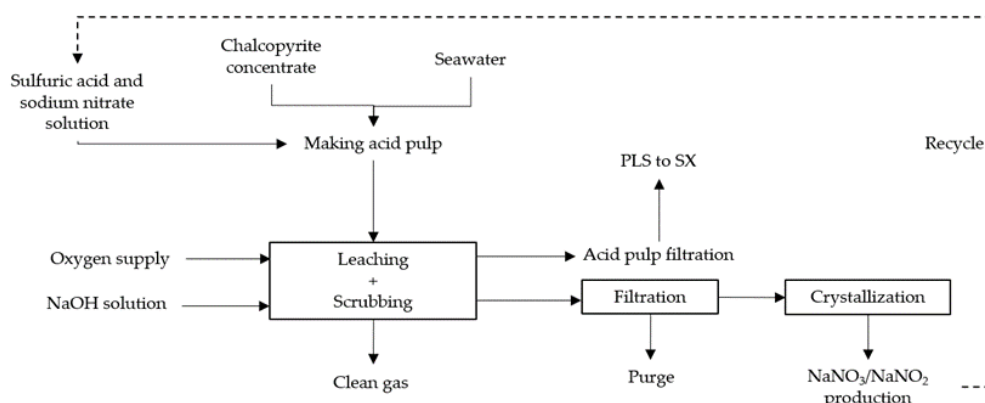 Chalcopyrite
concentrate
Seawater
Sulfuric acid and
sodium nitrate
solution
Making acid pulp
Recycle
PLS to SX
Oxygen supply
Leaching
+
Scrubbing
Acid pulp filtration
NaOH solution
Filtration
Crystallization
Clean gas
Purge
NaNO₃/NaNO₂
production